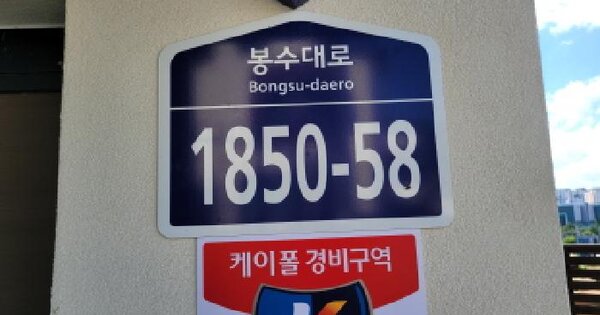 봉수대로
Bongsu-daero
1850-58
케이폴 경비구역